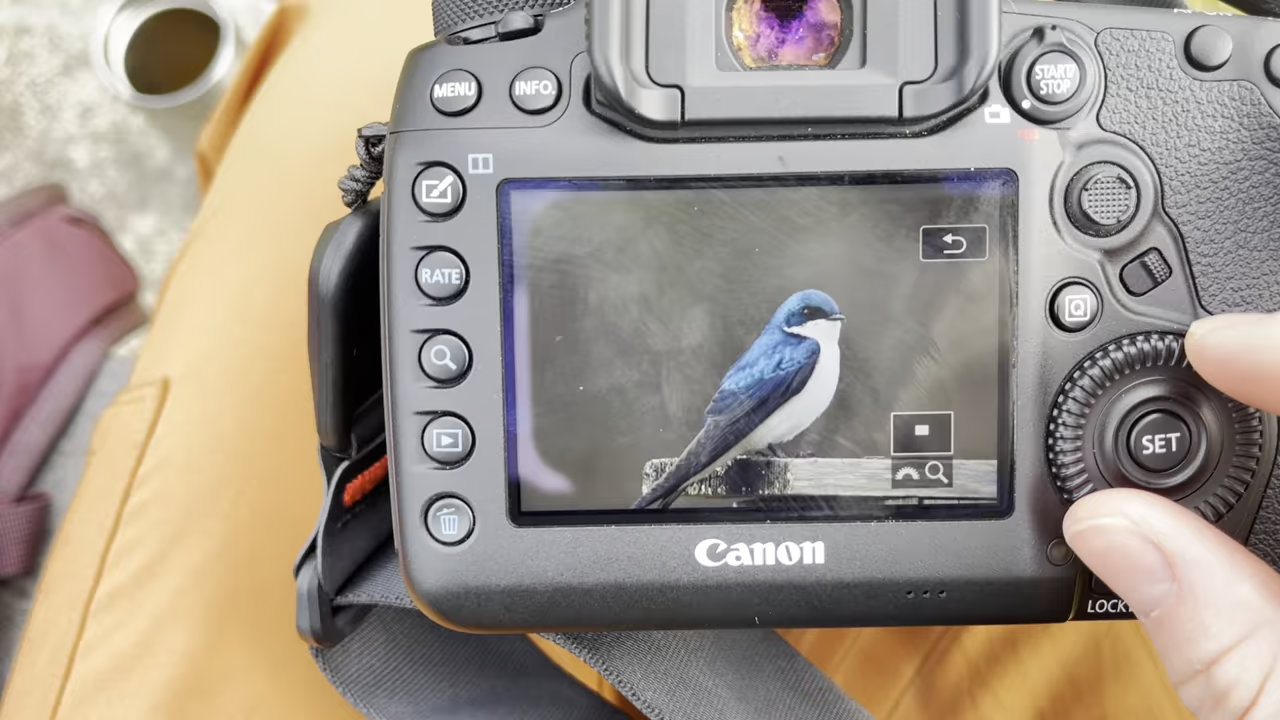 MENU
INFO.
START/
STOP
RATE
Q
SET
Canon
LOCK